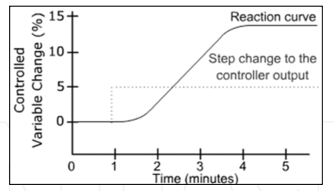 15
Reaction curve
10
Step change to the
controller output
5
0
Controlled
Variable Change (%)
0 1 2 3 4 5
Time (minutes)